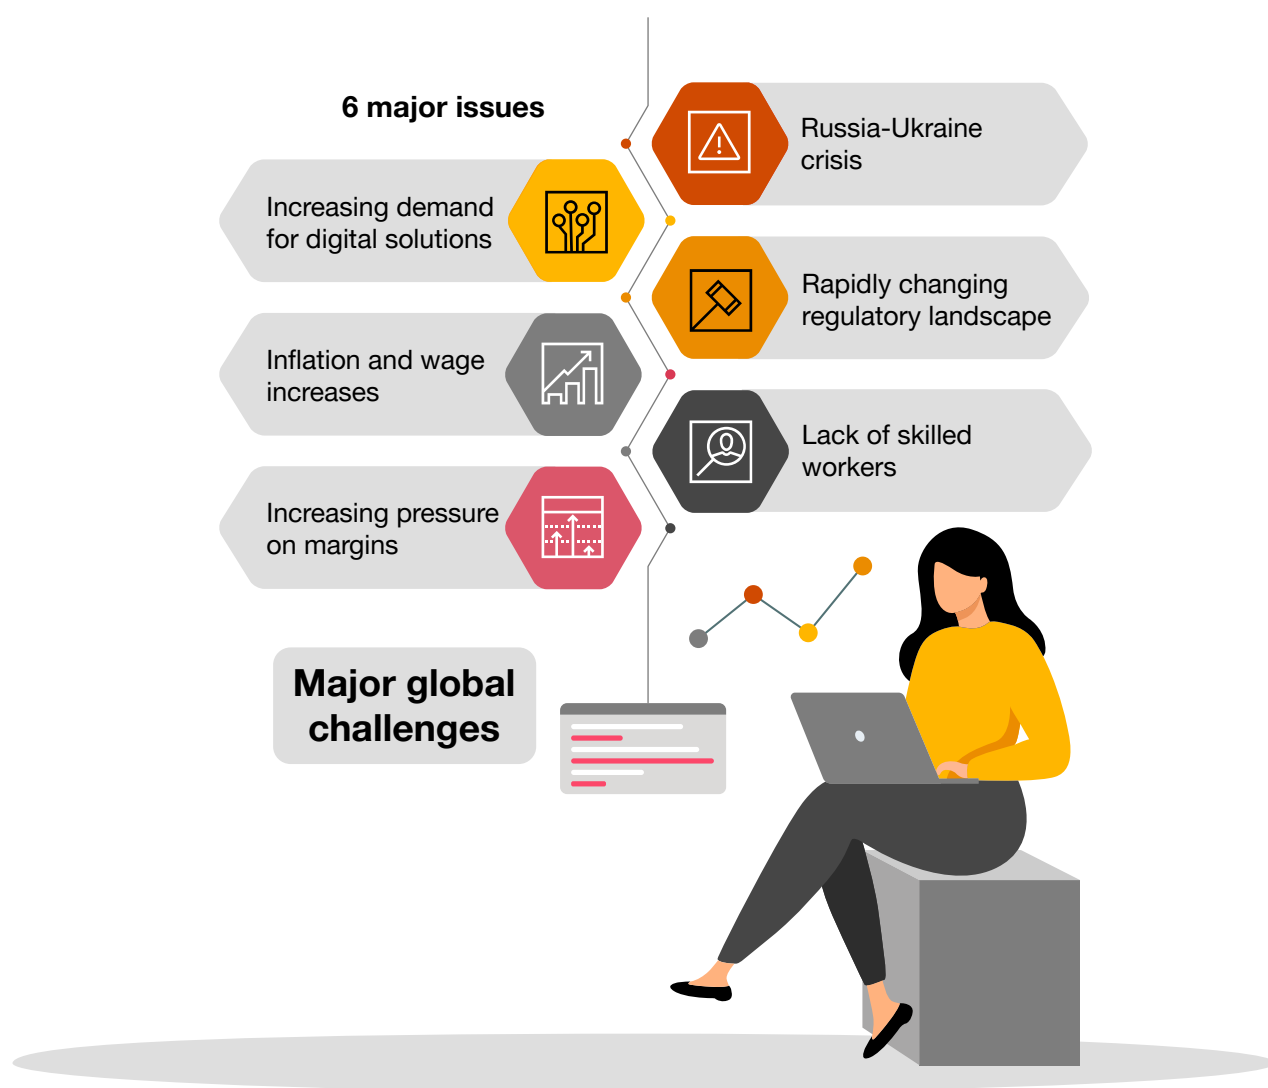 6 major issues
Russia-Ukraine
crisis
Increasing demand
for digital solutions
Rapidly changing
regulatory landscape
Inflation and wage
increases
Lack of skilled
workers
Increasing pressure
on margins
Major global
challenges